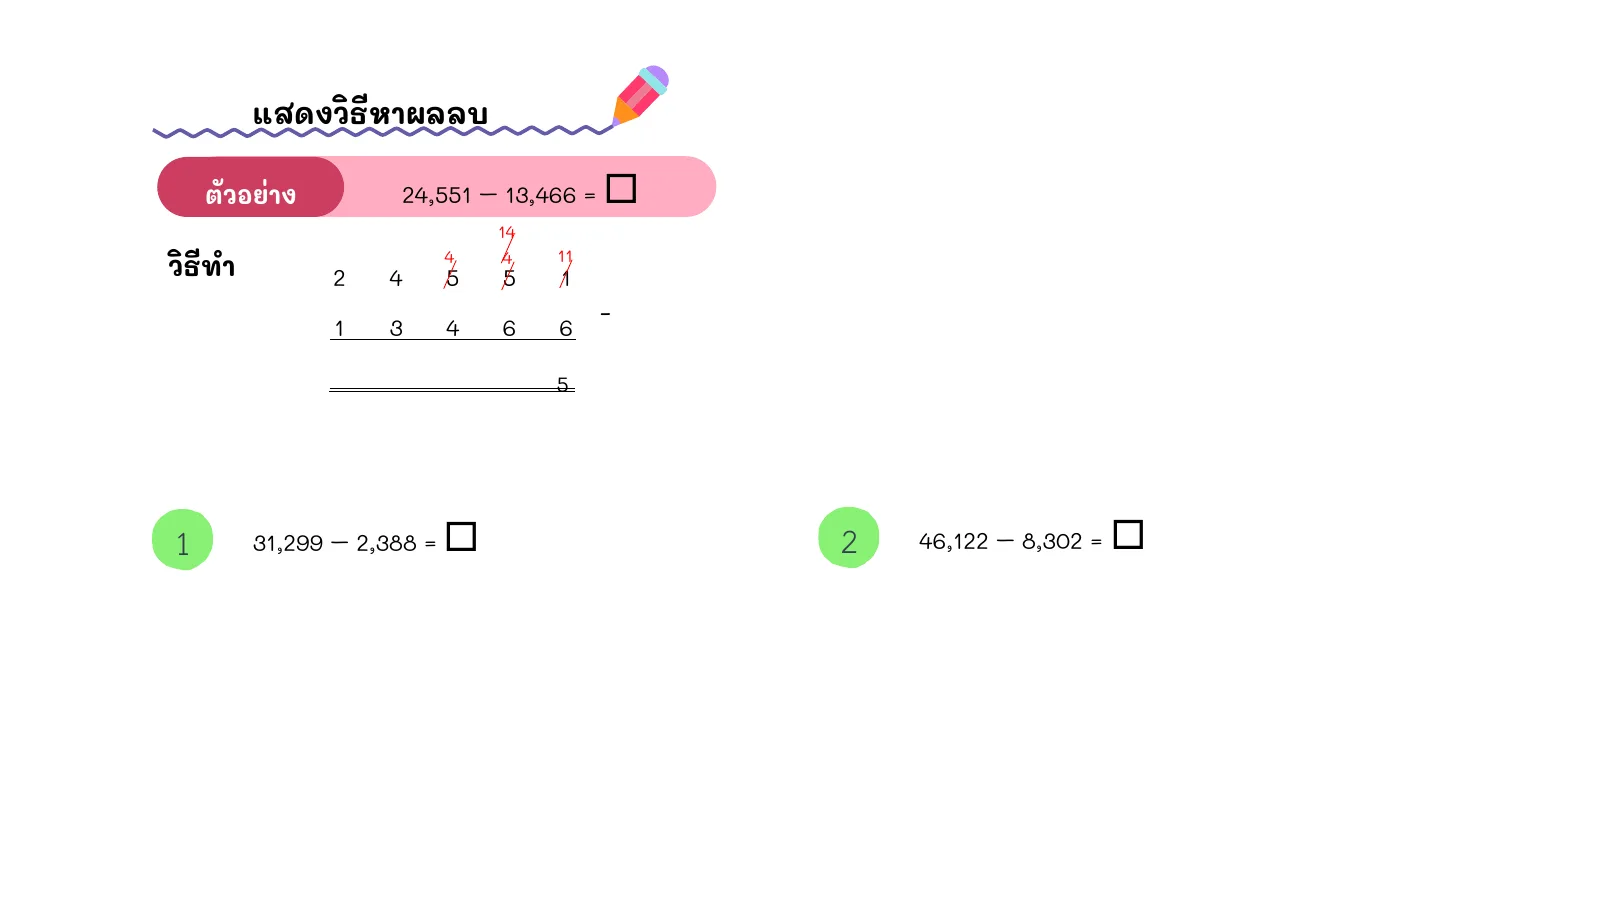 แสดงวิธีหาผลลบ
ตัวอย่าง 24,551 – 13,466 = □
วิธีทำ
14
4 4 11
2 4 5 5 1
-
1 3 4 6 6
5
1 31,299 – 2,388 = □
2 46,122 – 8,302 = □